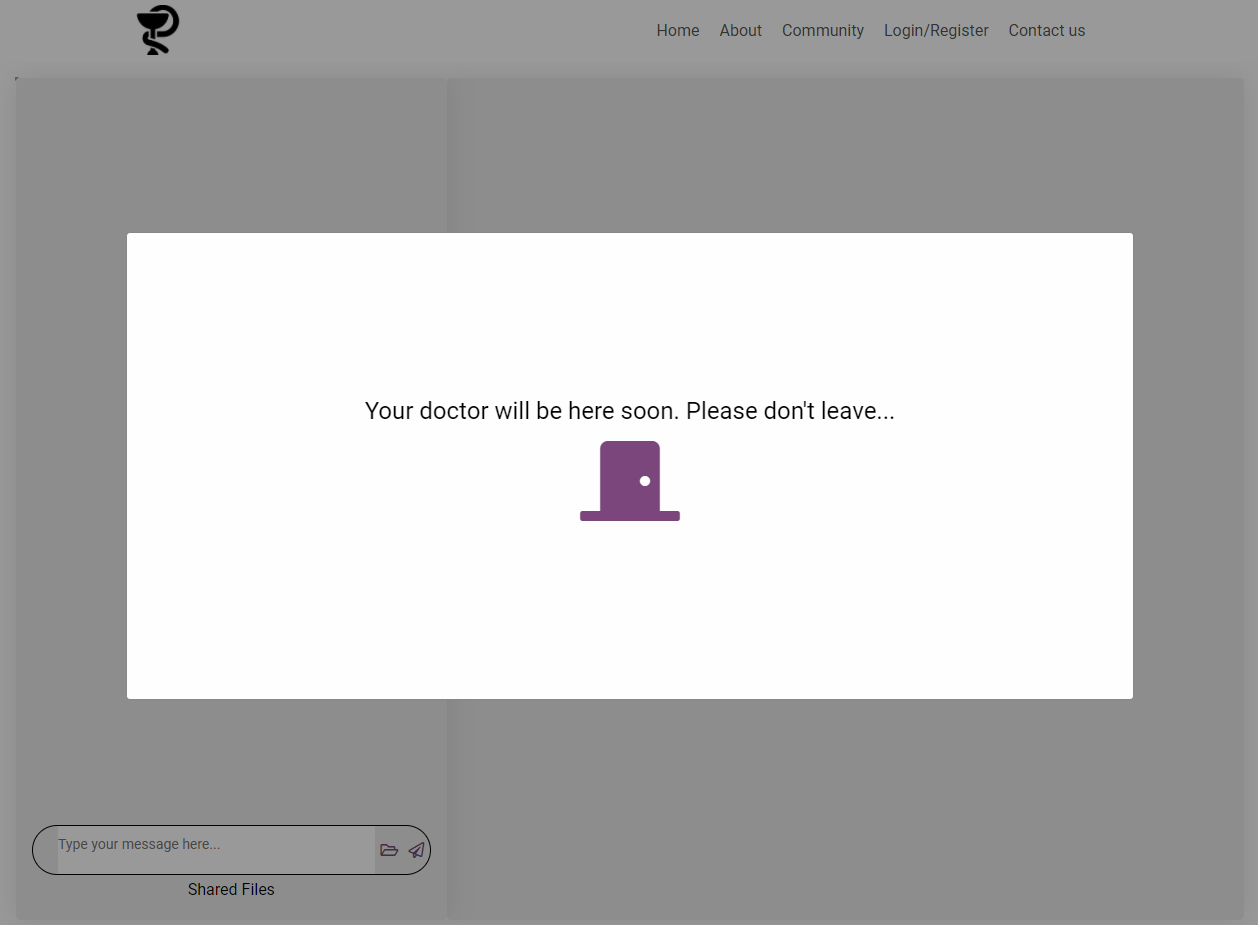 Home About Community Login/Register Contact us
Your doctor will be here soon. Please don't leave...
Type your message here...
Shared Files